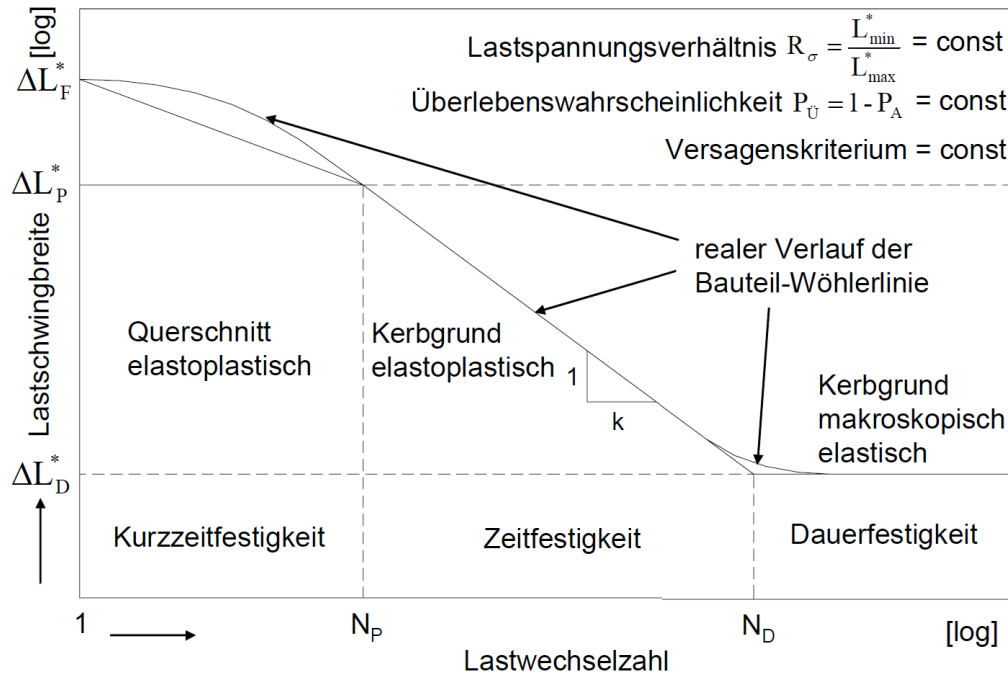 [log]
Lastspannungsverhältnis R_σ = L*_min / L*_max = const
ΔL*_F
Überlebenswahrscheinlichkeit P_Ü = 1 - P_A = const
Versagenskriterium = const
ΔL*_P
Lastschwingbreite
realer Verlauf der
Bauteil-Wöhlerlinie
Querschnitt
elastoplastisch
Kerbgrund
elastoplastisch
1
k
Kerbgrund
makroskopisch
elastisch
ΔL*_D
Kurzzeitfestigkeit
Zeitfestigkeit
Dauerfestigkeit
1
N_P
N_D
[log]
Lastwechselzahl